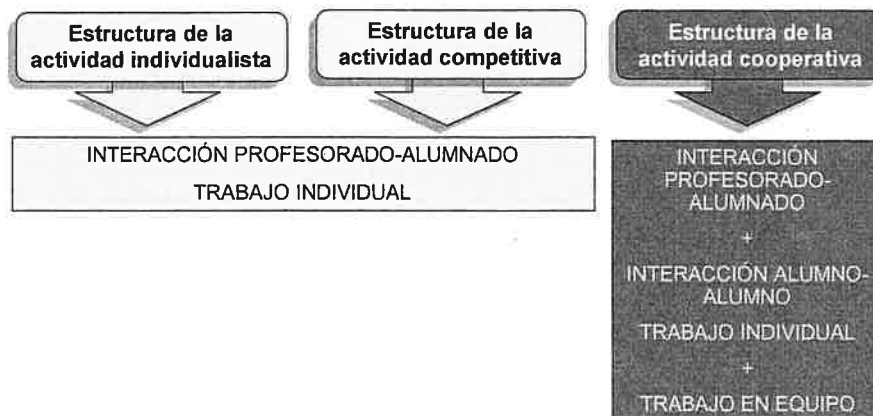 Estructura de la
actividad individualista
Estructura de la
actividad competitiva
Estructura de la
actividad cooperativa
INTERACCIÓN PROFESORADO-ALUMNADO
TRABAJO INDIVIDUAL
INTERACCIÓN
PROFESORADO-
ALUMNADO
+
INTERACCIÓN ALUMNO-
ALUMNO
TRABAJO INDIVIDUAL
+
TRABAJO EN EQUIPO